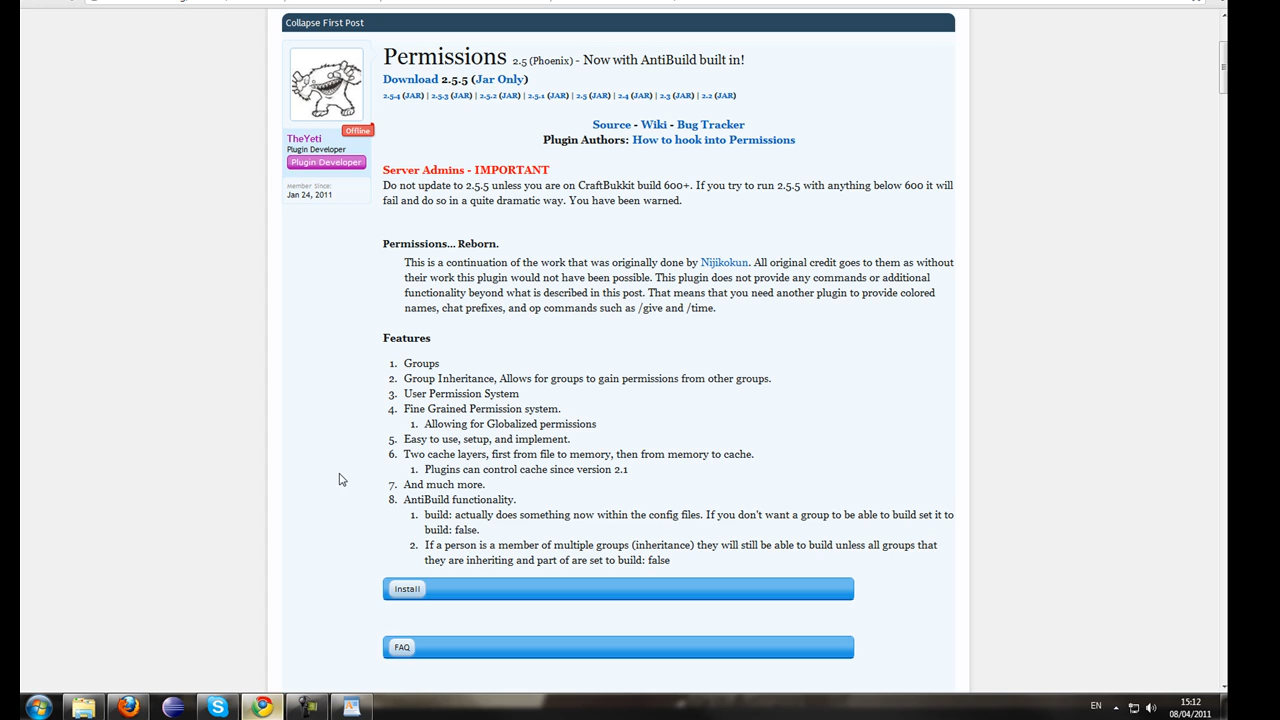 Collapse First Post
Permissions 2.5 (Phoenix) - Now with AntiBuild built in!
Download 2.5.5 (Jar Only)
2.5.4 (JAR) | 2.5.3 (JAR) | 2.5.2 (JAR) | 2.5.1 (JAR) | 2.5 (JAR) | 2.4 (JAR) | 2.3 (JAR) | 2.2 (JAR)
Offline
TheYeti
Plugin Developer
Plugin Developer
Member Since:
Jan 24, 2011
Source - Wiki - Bug Tracker
Plugin Authors: How to hook into Permissions
Server Admins - IMPORTANT
Do not update to 2.5.5 unless you are on CraftBukkit build 600+. If you try to run 2.5.5 with anything below 600 it will
fail and do so in a quite dramatic way. You have been warned.
Permissions... Reborn.
This is a continuation of the work that was originally done by Nijikokun. All original credit goes to them as without
their work this plugin would not have been possible. This plugin does not provide any commands or additional
functionality beyond what is described in this post. That means that you need another plugin to provide colored
names, chat prefixes, and op commands such as /give and /time.
Features
1. Groups
2. Group Inheritance, Allows for groups to gain permissions from other groups.
3. User Permission System
4. Fine Grained Permission system.
1. Allowing for Globalized permissions
5. Easy to use, setup, and implement.
6. Two cache layers, first from file to memory, then from memory to cache.
1. Plugins can control cache since version 2.1
7. And much more.
8. AntiBuild functionality.
1. build: actually does something now within the config files. If you don't want a group to be able to build set it to
build: false.
2. If a person is a member of multiple groups (inheritance) they will still be able to build unless all groups that
they are inheriting and part of are set to build: false
Install
FAQ
EN
15:12
08/04/2011